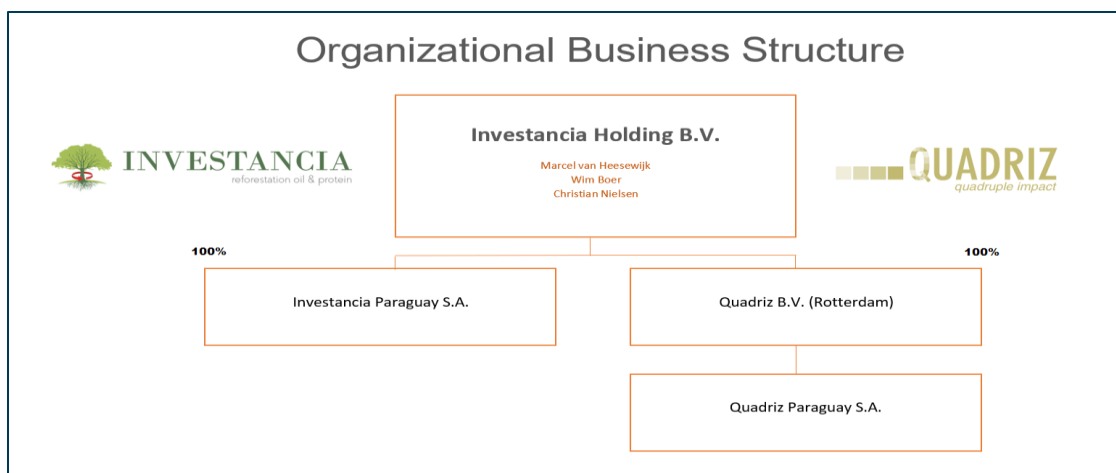 Organizational Business Structure
INVESTANCIA
reforestation oil & protein
Investancia Holding B.V.
Marcel van Heesewijk
Wim Boer
Christian Nielsen
QUADRIZ
quadruple impact
100%
100%
Investancia Paraguay S.A.
Quadriz B.V. (Rotterdam)
Quadriz Paraguay S.A.